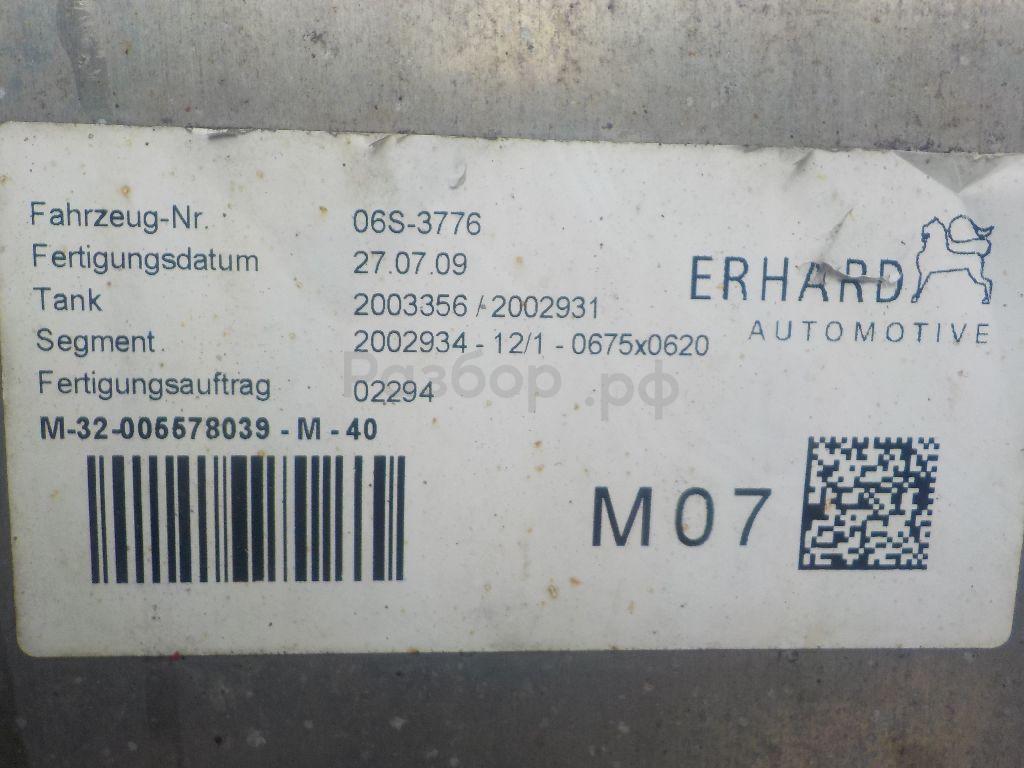 Fahrzeug-Nr. 06S-3776
Fertigungsdatum 27.07.09
Tank 2003356 / 2002931
Segment 2002934 - 12/1 - 0675x0620
Fertigungsauftrag 02294
M-32-005578039 - M - 40
ERHARD
AUTOMOTIVE
M07
Разбор.рф